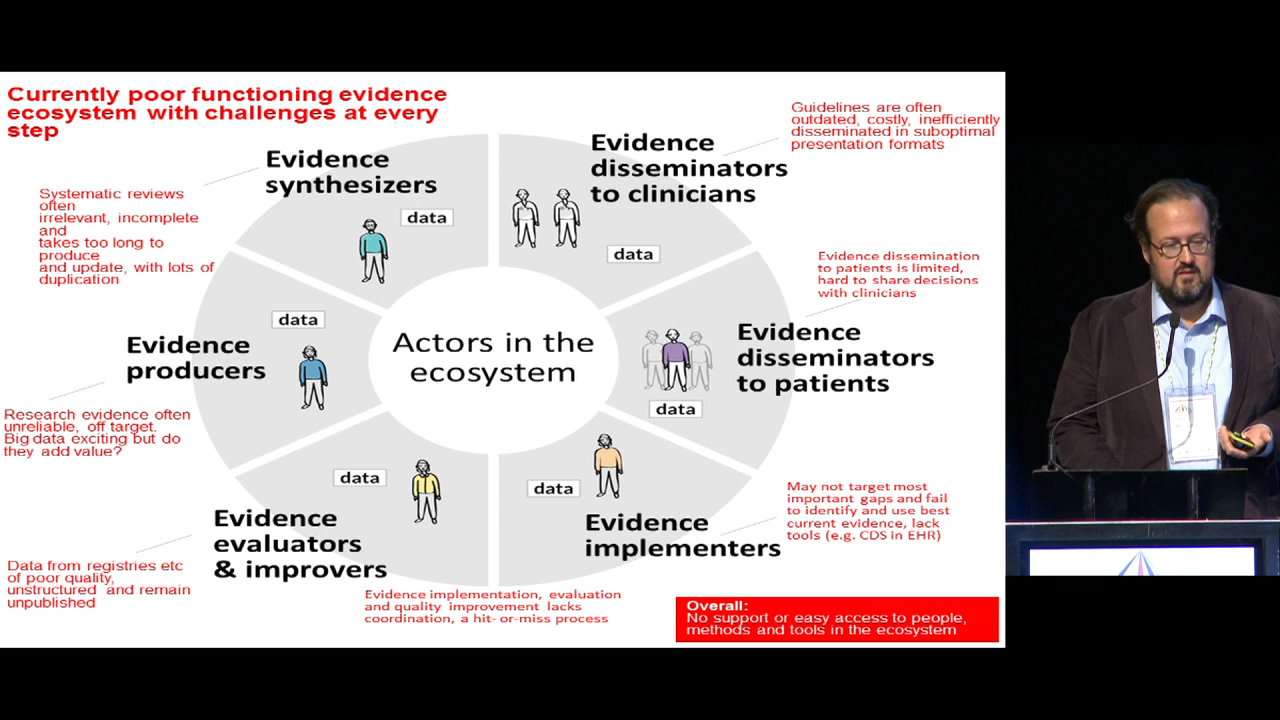 Currently poor functioning evidence
ecosystem with challenges at every
step
Guidelines are often
outdated, costly, inefficiently
disseminated in suboptimal
presentation formats
Evidence
disseminators
to clinicians
data
Evidence
synthesizers
data
Systematic reviews
often
irrelevant, incomplete
and
takes too long to
produce
and update, with lots of
duplication
Evidence dissemination
to patients is limited,
hard to share decisions
with clinicians
Evidence
disseminators
to patients
data
Actors in the
ecosystem
data
Evidence
producers
Research evidence often
unreliable, off target.
Big data exciting but do
they add value?
data
Evidence
evaluators
& improvers
data
Evidence
implementers
May not target most
important gaps and fail
to identify and use best
current evidence, lack
tools (e.g. CDS in EHR)
Data from registries etc
of poor quality,
unstructured and remain
unpublished
Evidence implementation, evaluation
and quality improvement lacks
coordination, a hit-or-miss process
Overall:
No support or easy access to people,
methods and tools in the ecosystem